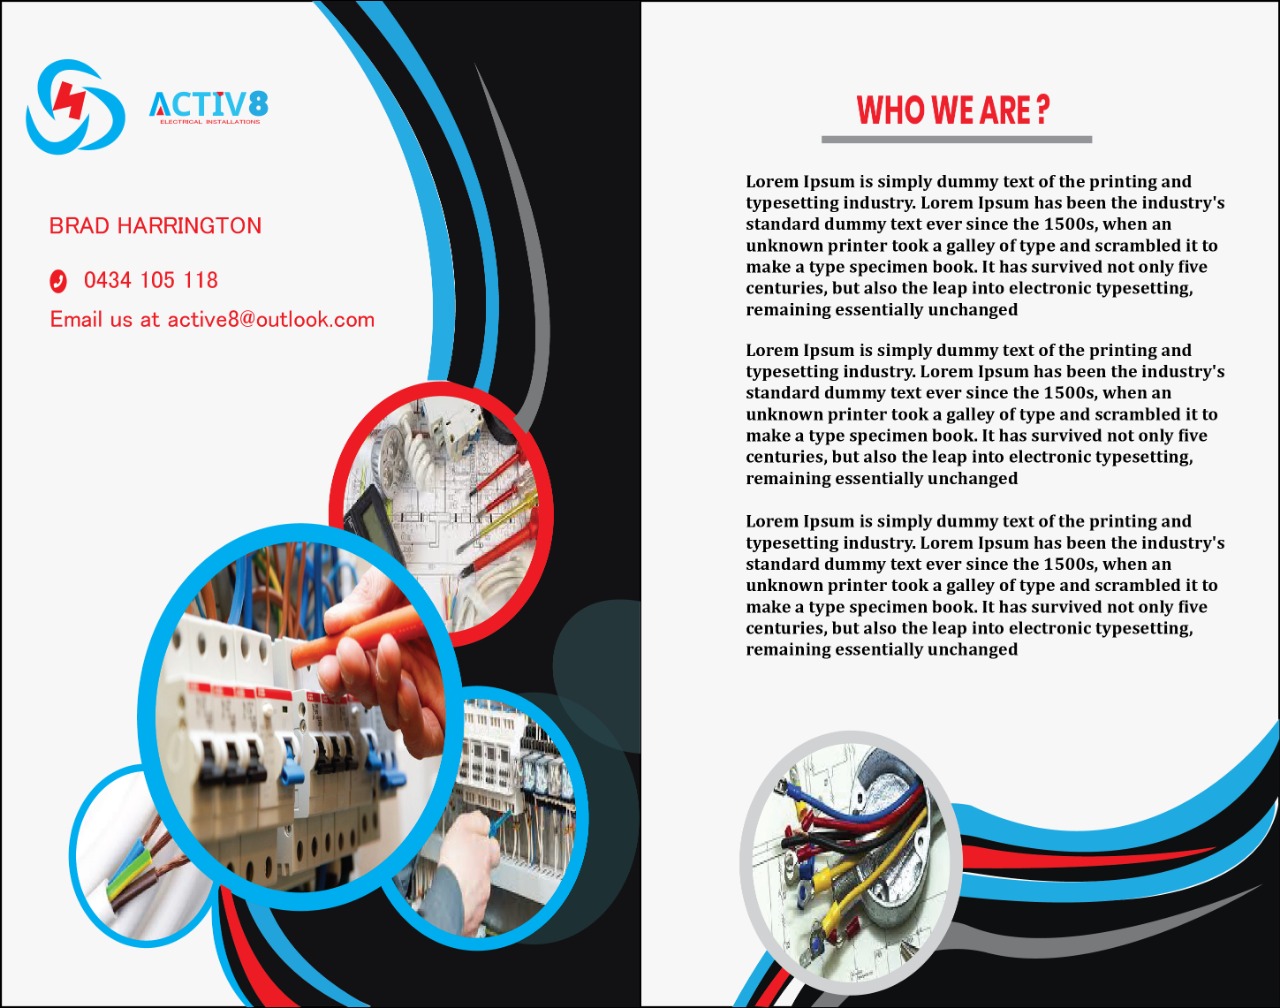 ACTIV8
ELECTRICAL INSTALLATIONS
BRAD HARRINGTON
0434 105 118
Email us at active8@outlook.com
WHO WE ARE ?
Lorem Ipsum is simply dummy text of the printing and
typesetting industry. Lorem Ipsum has been the industry's
standard dummy text ever since the 1500s, when an
unknown printer took a galley of type and scrambled it to
make a type specimen book. It has survived not only five
centuries, but also the leap into electronic typesetting,
remaining essentially unchanged
Lorem Ipsum is simply dummy text of the printing and
typesetting industry. Lorem Ipsum has been the industry's
standard dummy text ever since the 1500s, when an
unknown printer took a galley of type and scrambled it to
make a type specimen book. It has survived not only five
centuries, but also the leap into electronic typesetting,
remaining essentially unchanged
Lorem Ipsum is simply dummy text of the printing and
typesetting industry. Lorem Ipsum has been the industry's
standard dummy text ever since the 1500s, when an
unknown printer took a galley of type and scrambled it to
make a type specimen book. It has survived not only five
centuries, but also the leap into electronic typesetting,
remaining essentially unchanged